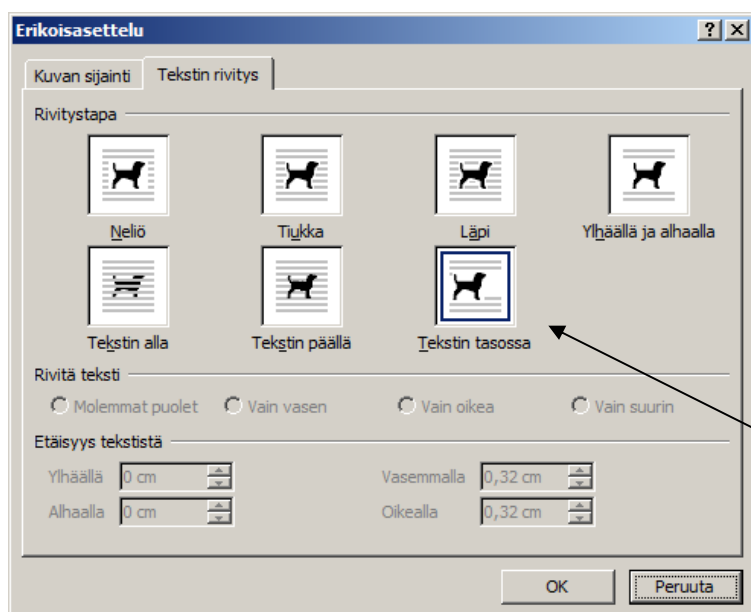 Erikoisasettelu
Kuvan sijainti Tekstin rivitys
Rivitystapa
Neliö Tiukka Läpi Ylhäällä ja alhaalla
Tekstin alla Tekstin päällä Tekstin tasossa
Rivitä teksti
Molemmat puolet Vain vasen Vain oikea Vain suurin
Etäisyys tekstistä
Ylhäällä 0 cm Vasemmalla 0,32 cm
Alhaalla 0 cm Oikealla 0,32 cm
OK Peruuta